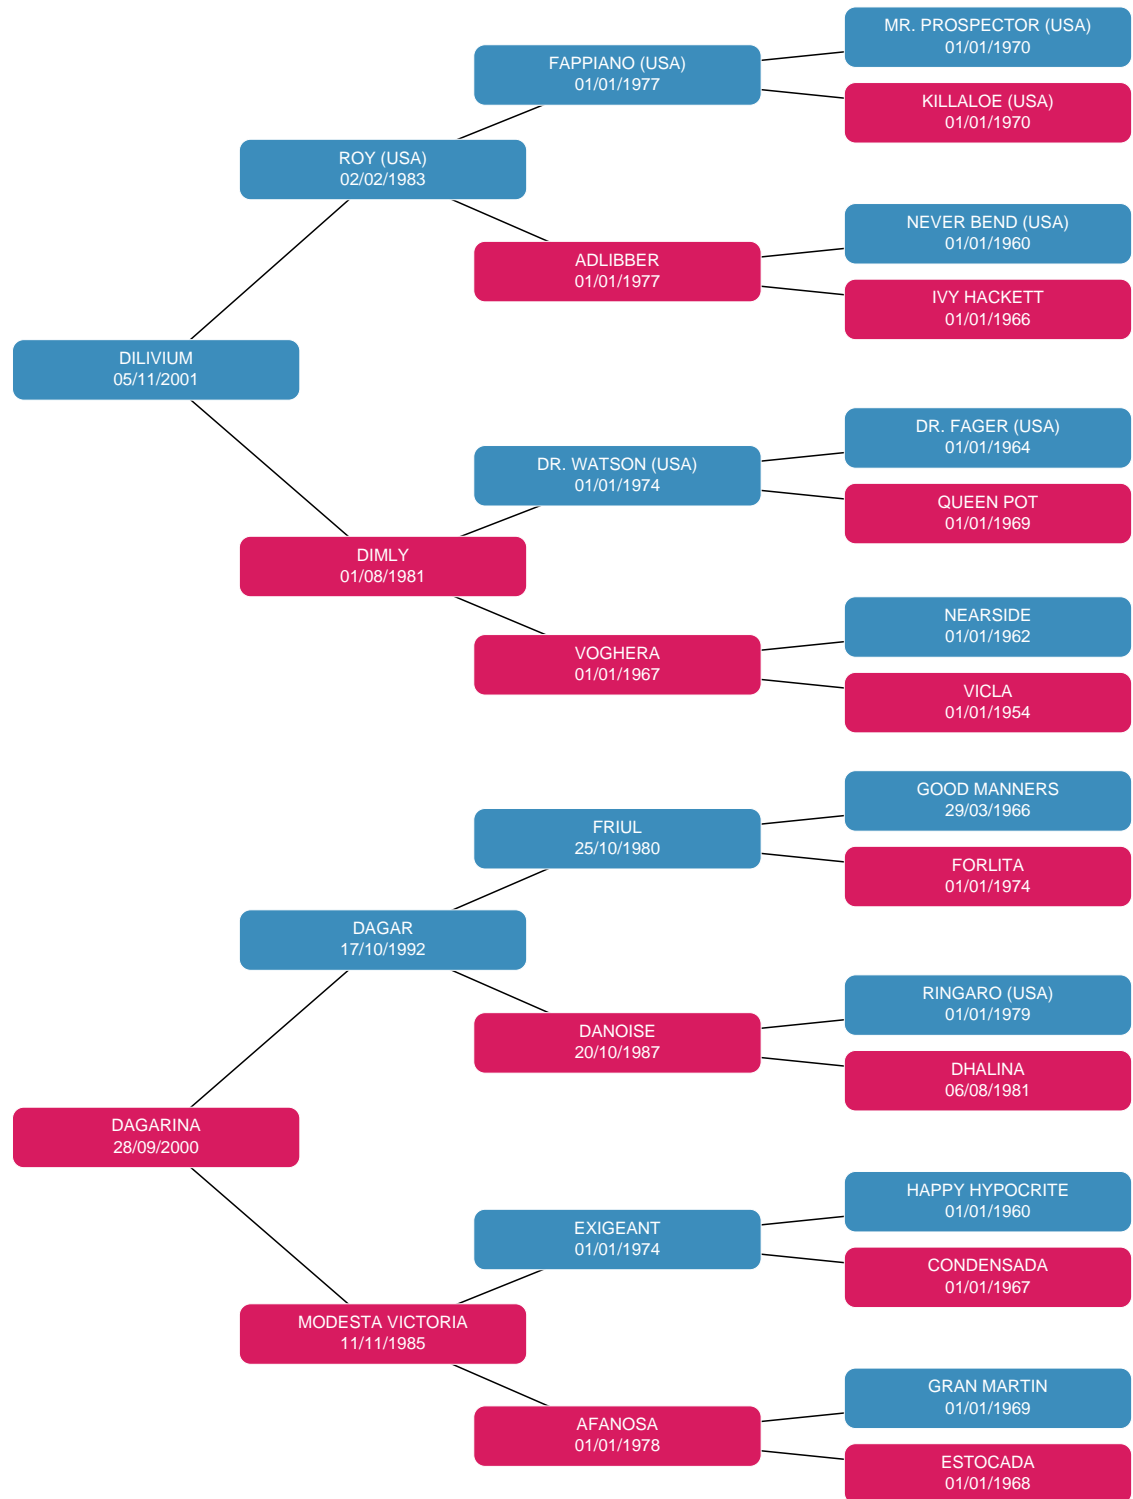 MR. PROSPECTOR (USA)
01/01/1970
FAPPIANO (USA)
01/01/1977
KILLALOE (USA)
01/01/1970
ROY (USA)
02/02/1983
NEVER BEND (USA)
01/01/1960
ADLIBBER
01/01/1977
IVY HACKETT
01/01/1966
DILIVIUM
05/11/2001
DR. FAGER (USA)
01/01/1964
DR. WATSON (USA)
01/01/1974
QUEEN POT
01/01/1969
DIMLY
01/08/1981
NEARSIDE
01/01/1962
VOGHERA
01/01/1967
VICLA
01/01/1954
GOOD MANNERS
29/03/1966
FRIUL
25/10/1980
FORLITA
01/01/1974
DAGAR
17/10/1992
RINGARO (USA)
01/01/1979
DANOISE
20/10/1987
DHALINA
06/08/1981
DAGARINA
28/09/2000
HAPPY HYPOCRITE
01/01/1960
EXIGEANT
01/01/1974
CONDENSADA
01/01/1967
MODESTA VICTORIA
11/11/1985
GRAN MARTIN
01/01/1969
AFANOSA
01/01/1978
ESTOCADA
01/01/1968